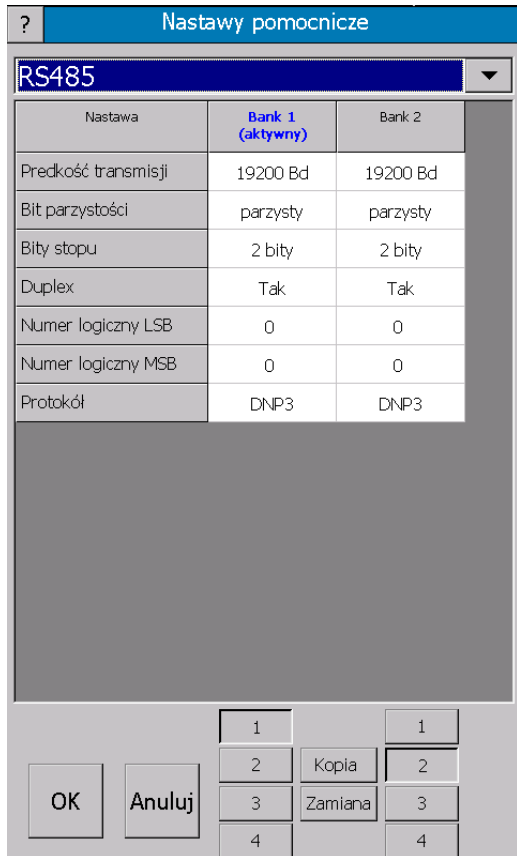 ? Nastawy pomocnicze
RS485
Nastawa Bank 1 (aktywny) Bank 2
Predkość transmisji 19200 Bd 19200 Bd
Bit parzystości parzysty parzysty
Bity stopu 2 bity 2 bity
Duplex Tak Tak
Numer logiczny LSB 0 0
Numer logiczny MSB 0 0
Protokół DNP3 DNP3
1 1
2 Kopia 2
OK Anuluj 3 Zamiana 3
4 4